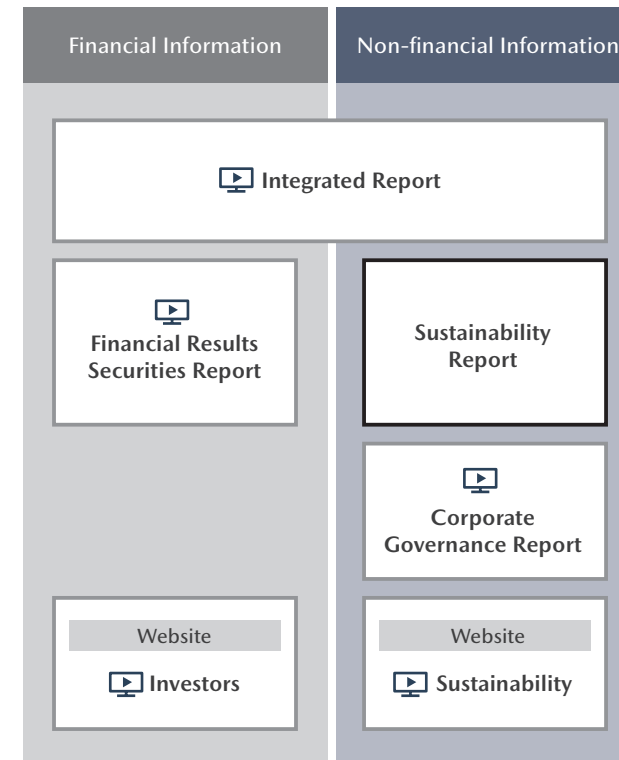 Financial Information
Non-financial Information
Integrated Report
Financial Results
Securities Report
Sustainability
Report
Corporate
Governance Report
Website
Investors
Website
Sustainability